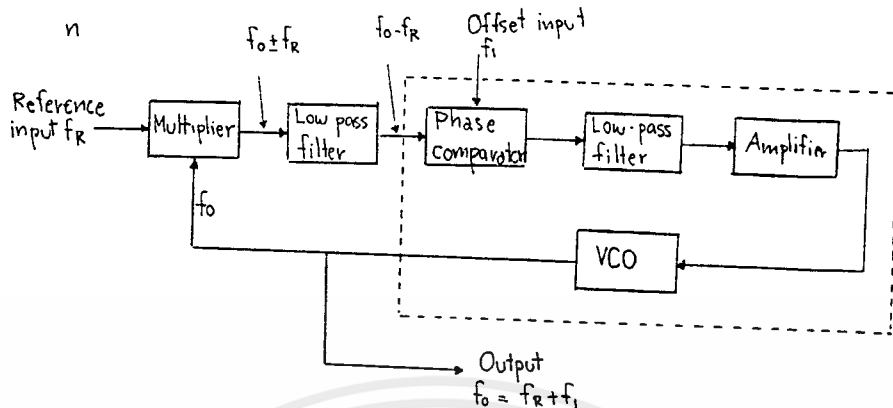 n
f₀ ± f_R
f₀ - f_R
Offset input
f₁
Reference
input f_R
Multiplier
Low pass
filter
Phase
comparator
Low-pass
filter
Amplifier
f₀
VCO
Output
f₀ = f_R + f₁